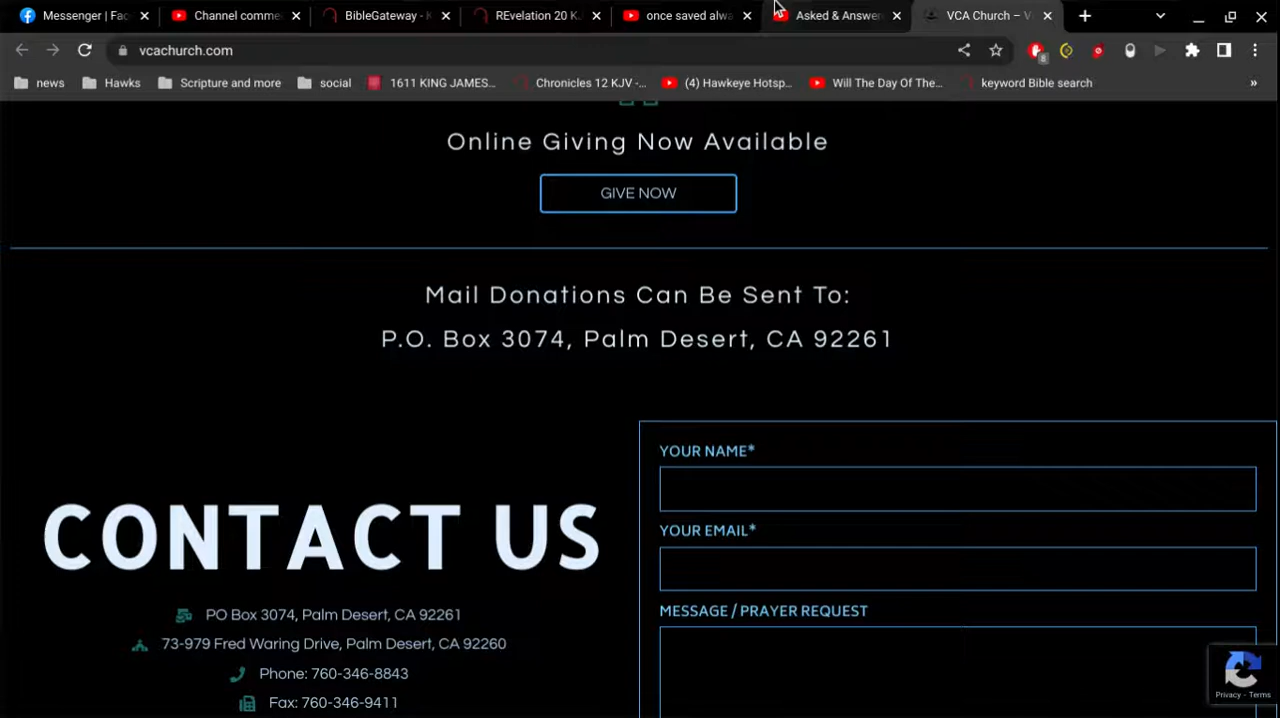 Messenger | Fac
Channel comme
BibleGateway - K
REvelation 20 KJ
once saved alwa
Asked & Answer
VCA Church – V
vcachurch.com
8
news
Hawks
Scripture and more
social
1611 KING JAMES...
Chronicles 12 KJV -...
(4) Hawkeye Hotsp...
Will The Day Of The...
keyword Bible search
»
Online Giving Now Available
GIVE NOW
Mail Donations Can Be Sent To:
P.O. Box 3074, Palm Desert, CA 92261
CONTACT US
PO Box 3074, Palm Desert, CA 92261
73-979 Fred Waring Drive, Palm Desert, CA 92260
Phone: 760-346-8843
Fax: 760-346-9411
YOUR NAME*
YOUR EMAIL*
MESSAGE / PRAYER REQUEST
Privacy - Terms